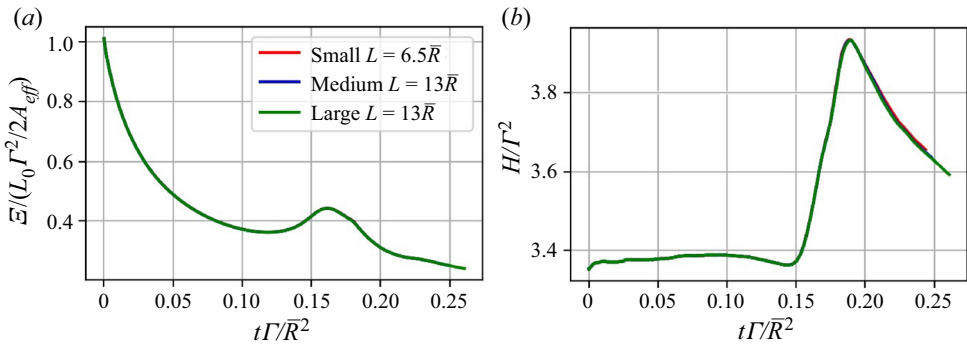 (a)
1.0
0.8
0.6
0.4
Ξ/(L₀Γ²/2A_eff)
Small L = 6.5R̅
Medium L = 13R̅
Large L = 13R̅
0 0.05 0.10 0.15 0.20 0.25
tΓ/R̅²
(b)
3.8
3.6
3.4
H/Γ²
0 0.05 0.10 0.15 0.20 0.25
tΓ/R̅²